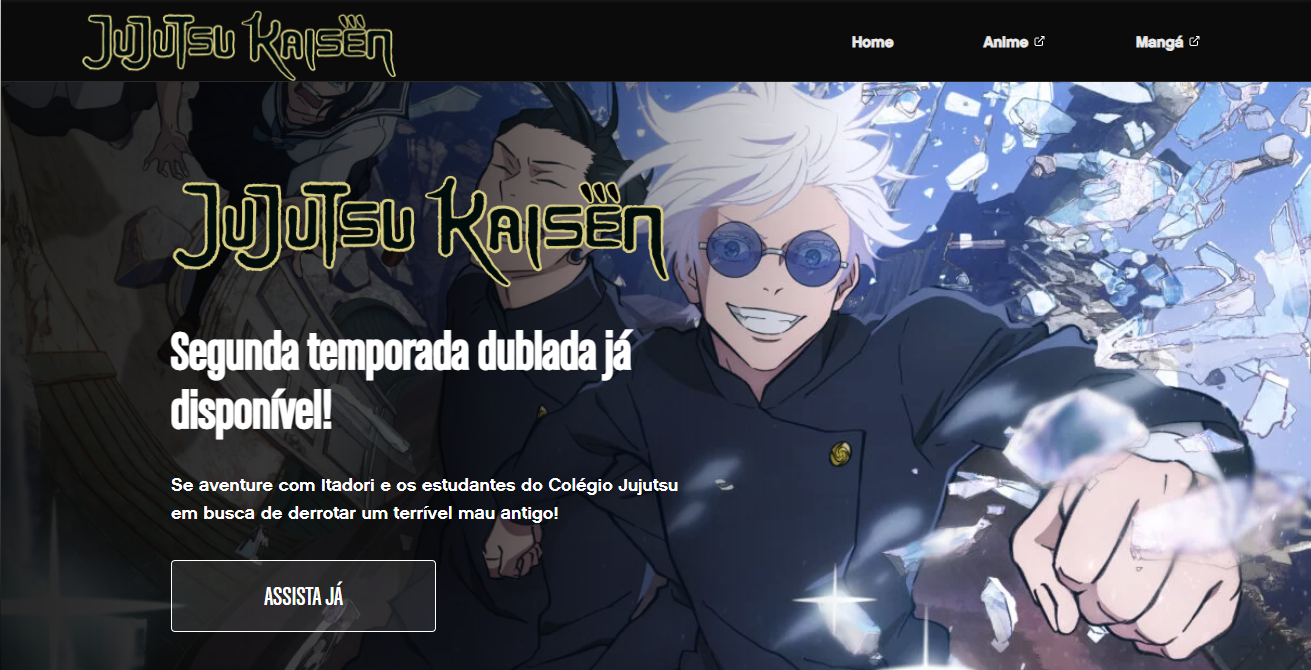 JUJUTSU KAISEN
Home
Anime
Mangá
JUJUTSU KAISEN
Segunda temporada dublada já
disponível!
Se aventure com Itadori e os estudantes do Colégio Jujutsu
em busca de derrotar um terrível mau antigo!
ASSISTA JÁ